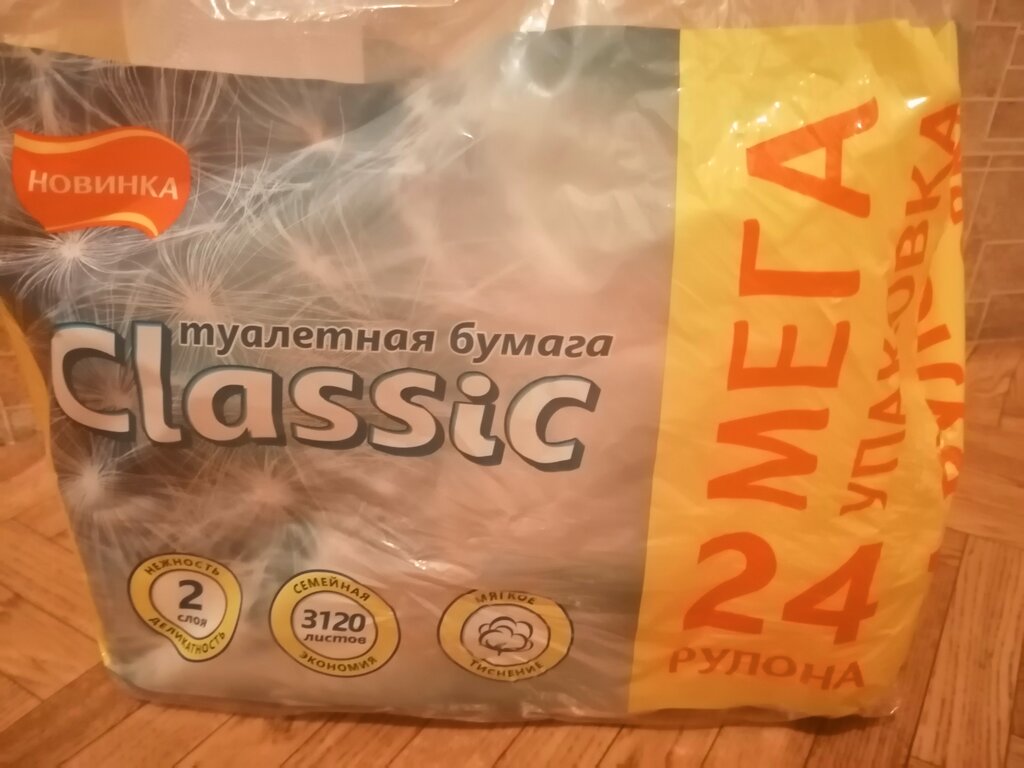 НОВИНКА
туалетная бумага
Classic
НЕЖНОСТЬ
2
слоя
ДЕЛИКАТНОСТЬ
СЕМЕЙНАЯ
3120
листов
ЭКОНОМИЯ
МЯГКОЕ
ТИСНЕНИЕ
МЕГА
УПАКОВКА
24
РУЛОНА